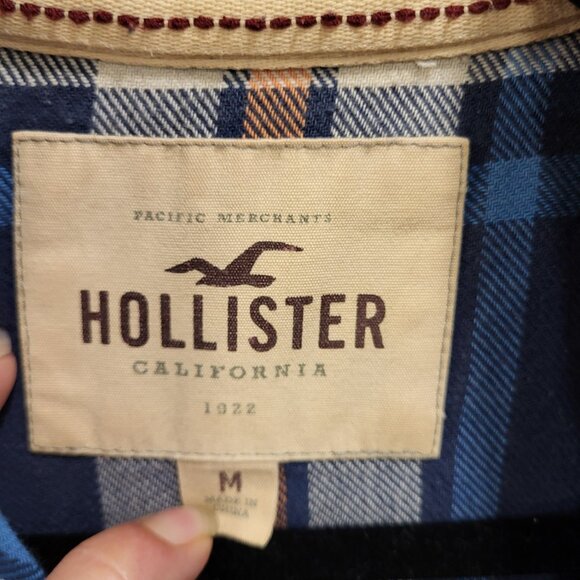 PACIFIC MERCHANTS
HOLLISTER
CALIFORNIA
1922
M
MADE IN
CHINA